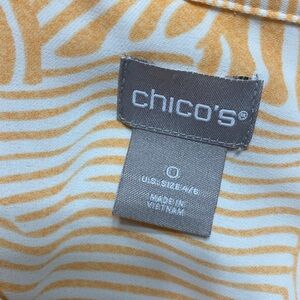 chico's®
0
U.S. SIZE 4/6
MADE IN
VIETNAM